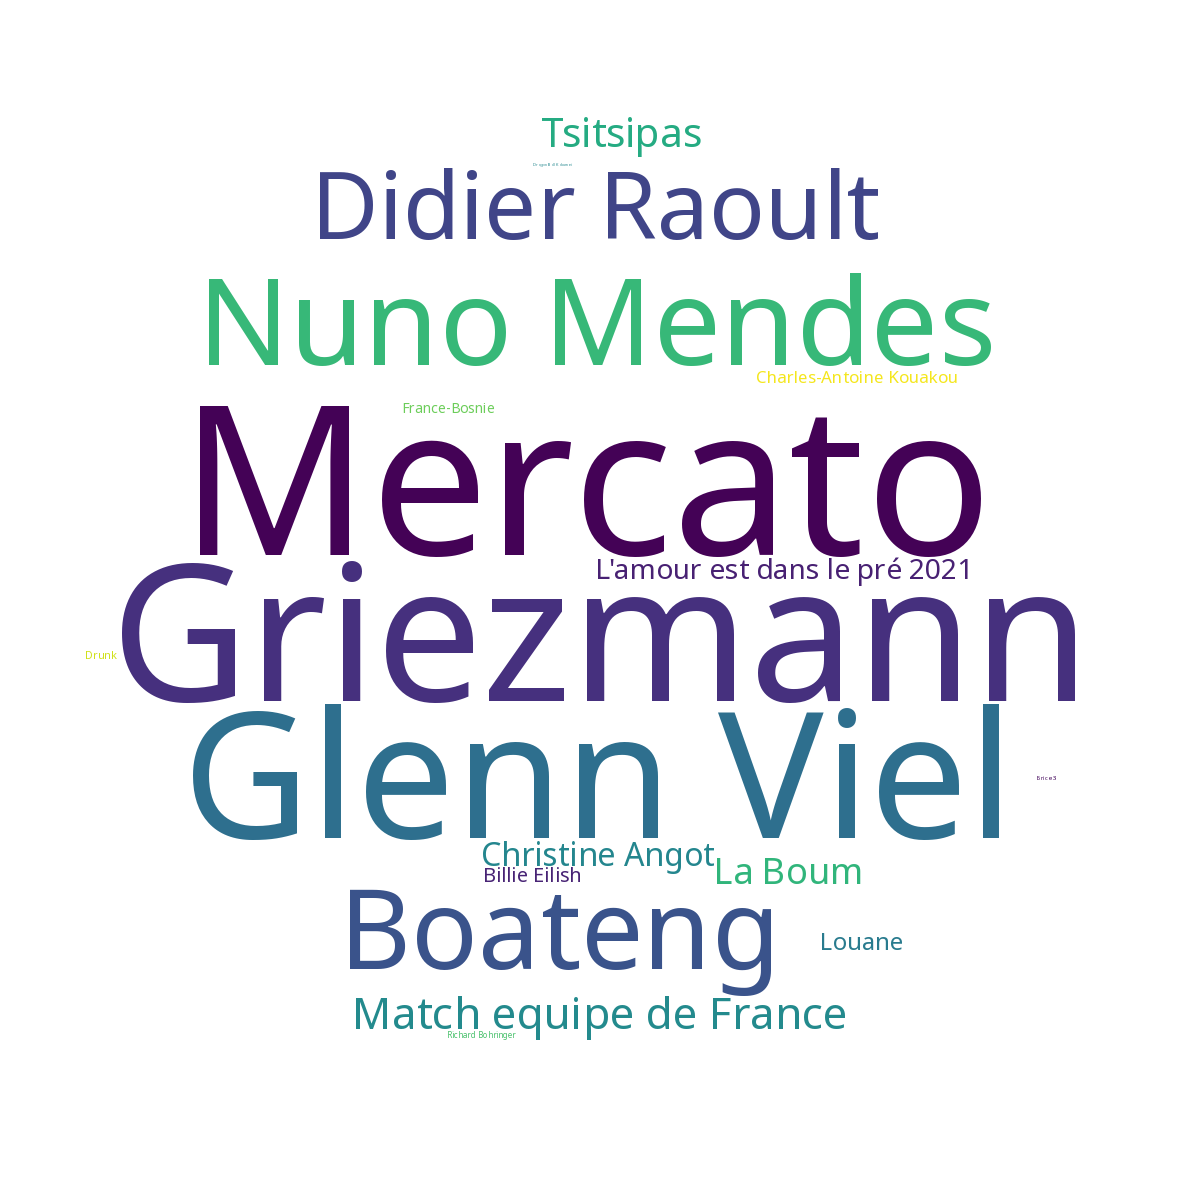 Tsitsipas
Didier Raoult
Nuno Mendes
Charles-Antoine Kouakou
France-Bosnie
Mercato
L'amour est dans le pré 2021
Griezmann
Drunk
Glenn Viel
Brice3
Christine Angot
La Boum
Billie Eilish
Boateng
Louane
Match equipe de France
Richard Bohringer